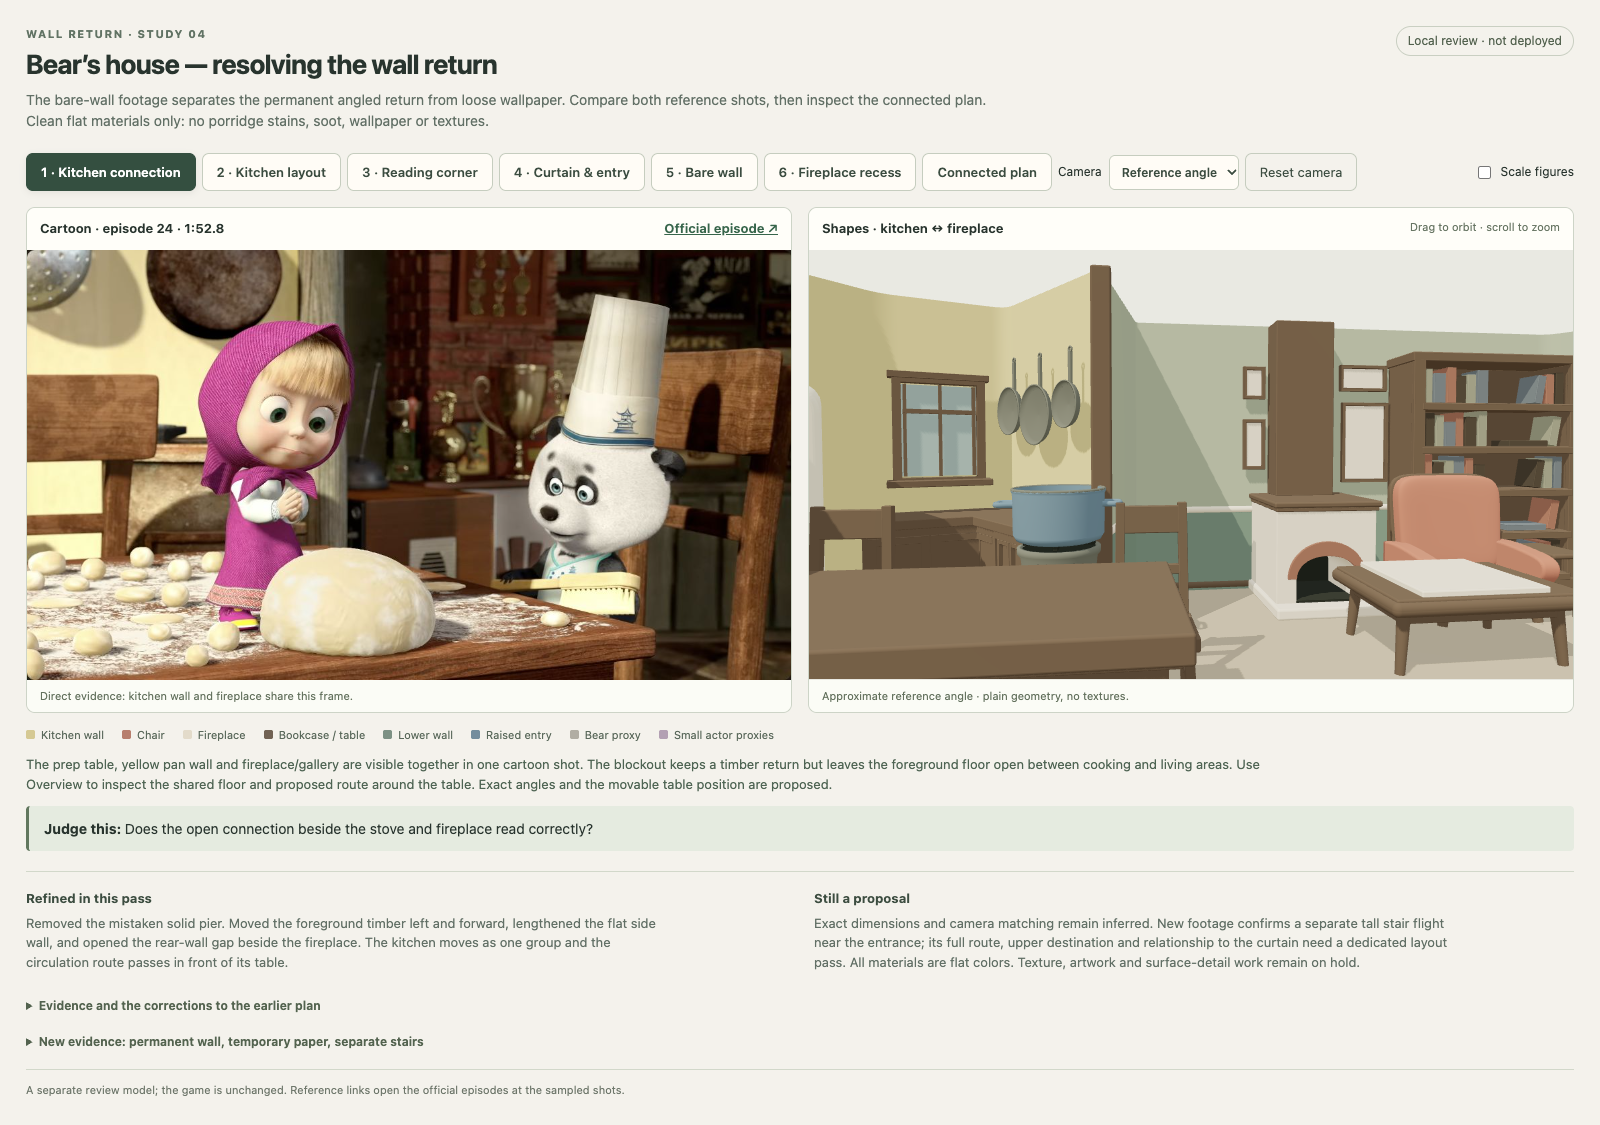 WALL RETURN · STUDY 04
Local review · not deployed
Bear’s house — resolving the wall return
The bare-wall footage separates the permanent angled return from loose wallpaper. Compare both reference shots, then inspect the connected plan.
Clean flat materials only: no porridge stains, soot, wallpaper or textures.
1 · Kitchen connection
2 · Kitchen layout
3 · Reading corner
4 · Curtain & entry
5 · Bare wall
6 · Fireplace recess
Connected plan
Camera
Reference angle
Reset camera
Scale figures
Cartoon · episode 24 · 1:52.8
Official episode ↗
Shapes · kitchen ↔ fireplace
Drag to orbit · scroll to zoom
Direct evidence: kitchen wall and fireplace share this frame.
Approximate reference angle · plain geometry, no textures.
Kitchen wall
Chair
Fireplace
Bookcase / table
Lower wall
Raised entry
Bear proxy
Small actor proxies
The prep table, yellow pan wall and fireplace/gallery are visible together in one cartoon shot. The blockout keeps a timber return but leaves the foreground floor open between cooking and living areas. Use
Overview to inspect the shared floor and proposed route around the table. Exact angles and the movable table position are proposed.
Judge this: Does the open connection beside the stove and fireplace read correctly?
Refined in this pass
Removed the mistaken solid pier. Moved the foreground timber left and forward, lengthened the flat side
wall, and opened the rear-wall gap beside the fireplace. The kitchen moves as one group and the
circulation route passes in front of its table.
Still a proposal
Exact dimensions and camera matching remain inferred. New footage confirms a separate tall stair flight
near the entrance; its full route, upper destination and relationship to the curtain need a dedicated layout
pass. All materials are flat colors. Texture, artwork and surface-detail work remain on hold.
▶ Evidence and the corrections to the earlier plan
▶ New evidence: permanent wall, temporary paper, separate stairs
A separate review model; the game is unchanged. Reference links open the official episodes at the sampled shots.